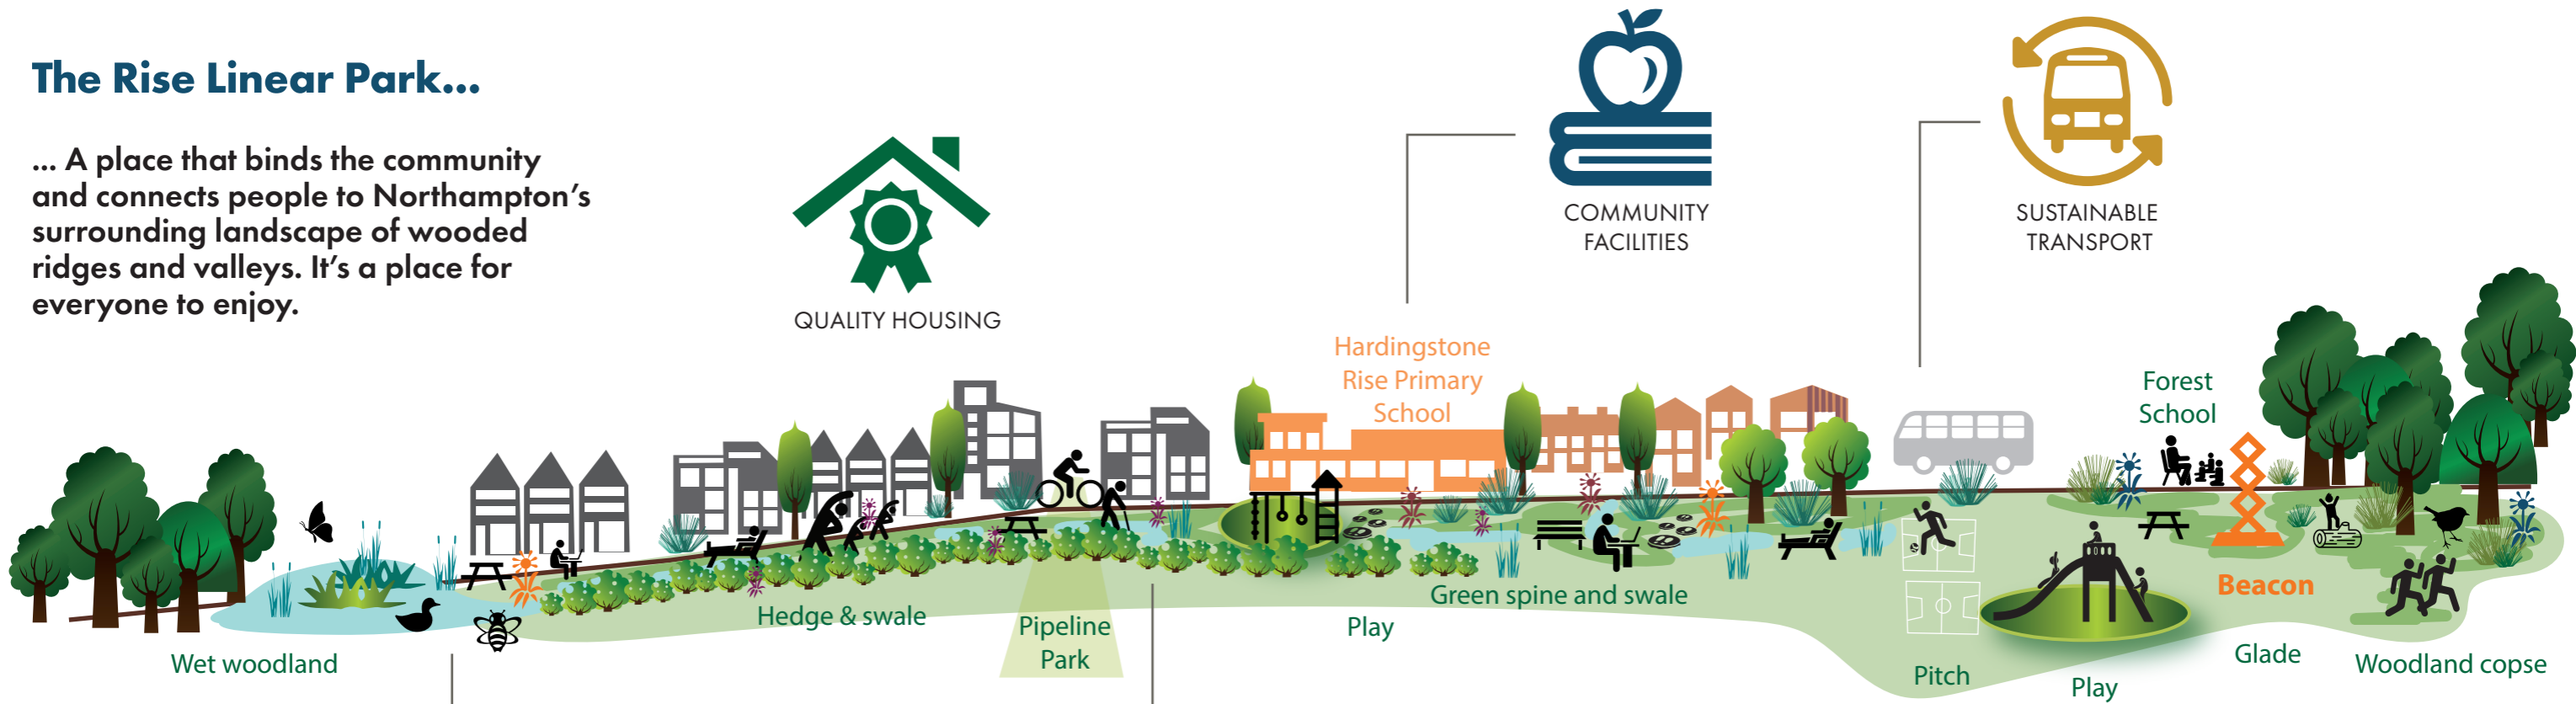 The Rise Linear Park...
... A place that binds the community
and connects people to Northampton’s
surrounding landscape of wooded
ridges and valleys. It’s a place for
everyone to enjoy.
QUALITY HOUSING
COMMUNITY
FACILITIES
SUSTAINABLE
TRANSPORT
Hardingstone
Rise Primary
School
Forest
School
Wet woodland
Hedge & swale
Pipeline
Park
Play
Green spine and swale
Pitch
Play
Beacon
Glade
Woodland copse